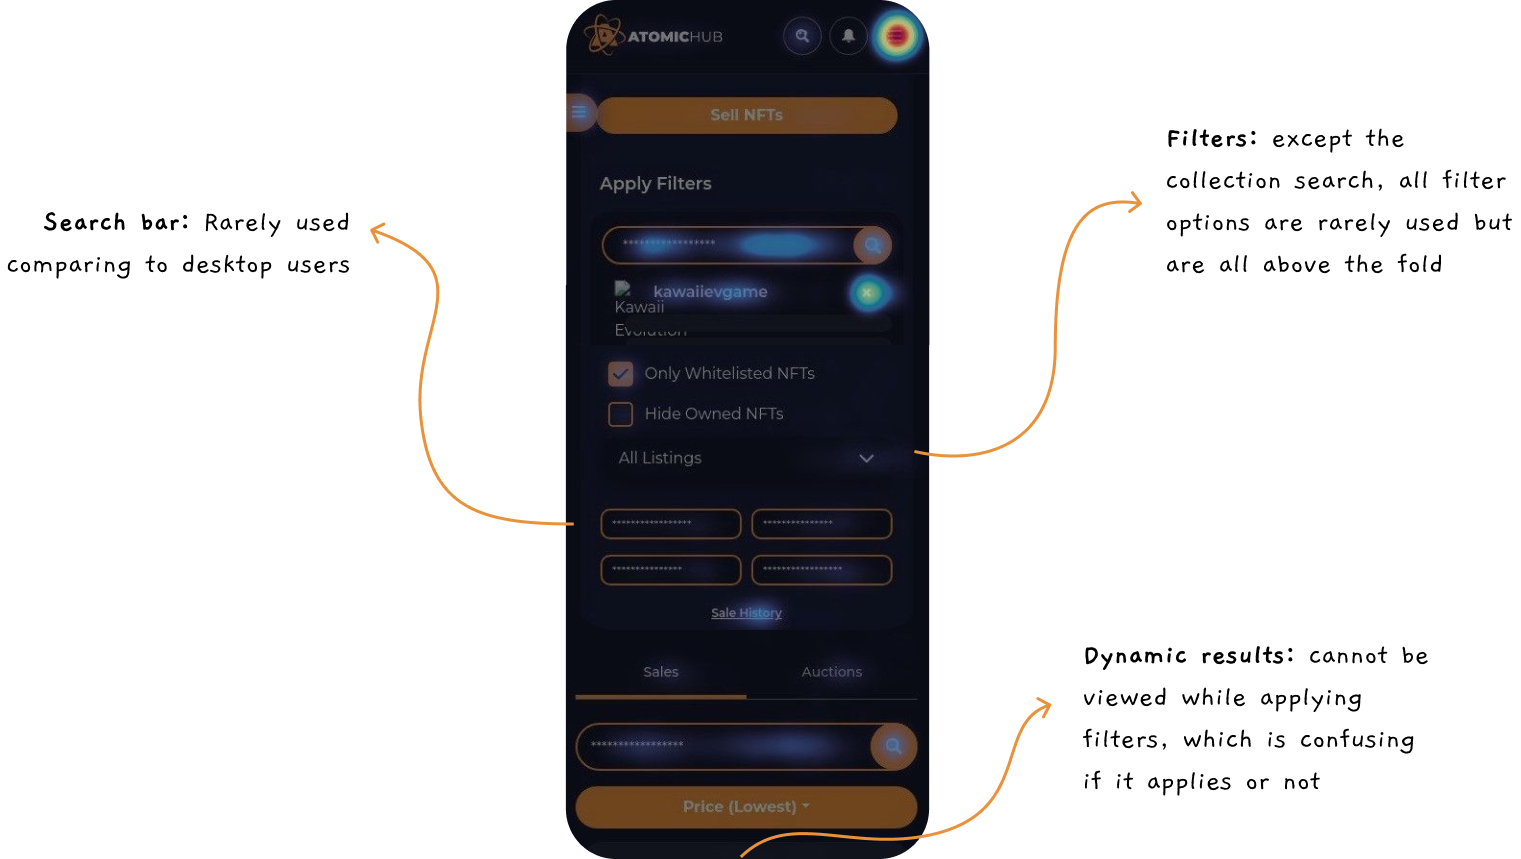 ATOMICHUB
Sell NFTs
Apply Filters
*****************
kawaiievgame
Kawaii
Evolution
Only Whitelisted NFTs
Hide Owned NFTs
All Listings
***************** ***************
*************** *****************
Sale History
Sales Auctions
*****************
Price (Lowest)
Search bar: Rarely used
comparing to desktop users
Filters: except the
collection search, all filter
options are rarely used but
are all above the fold
Dynamic results: cannot be
viewed while applying
filters, which is confusing
if it applies or not